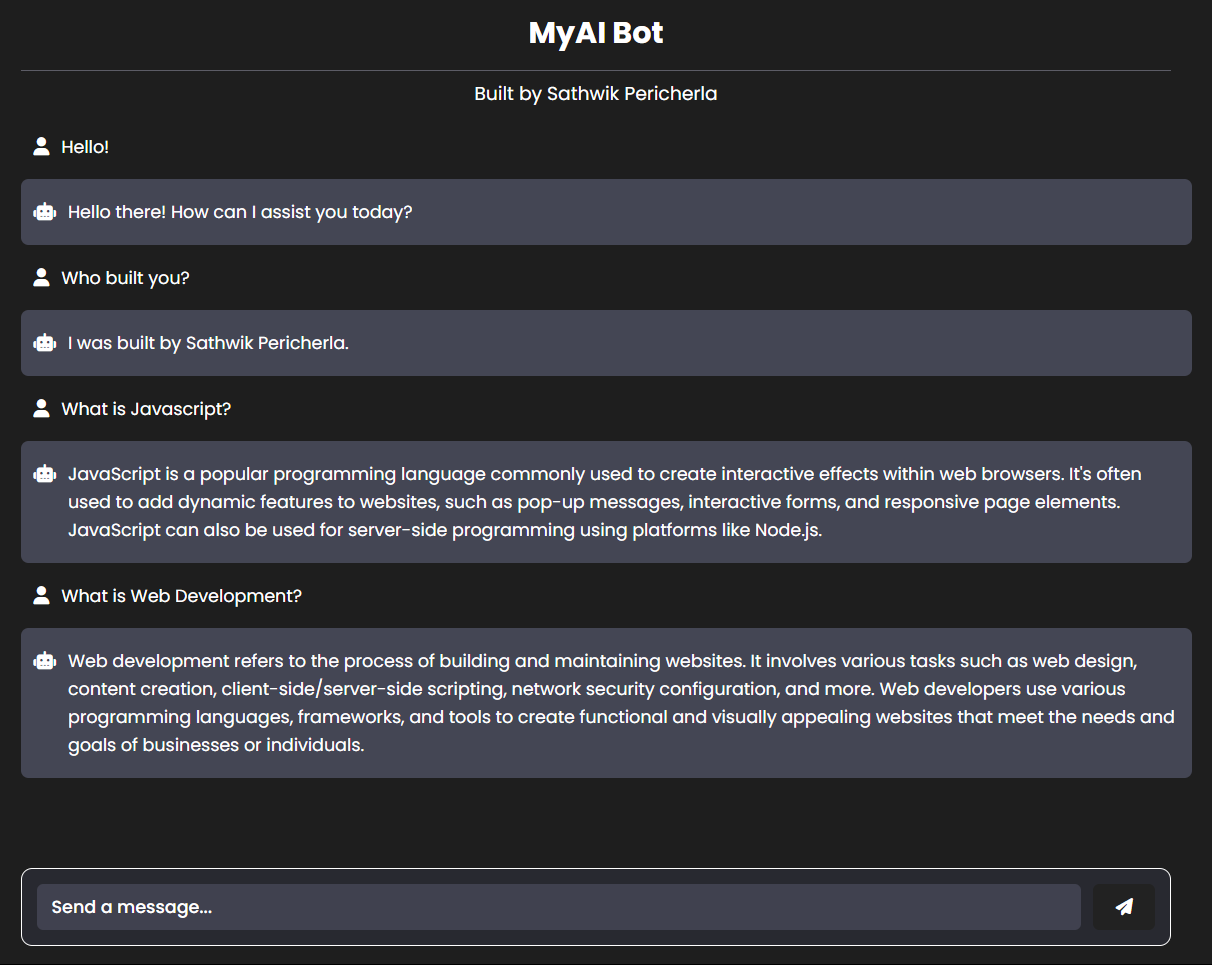 MyAI Bot
Built by Sathwik Pericherla
Hello!
Hello there! How can I assist you today?
Who built you?
I was built by Sathwik Pericherla.
What is Javascript?
JavaScript is a popular programming language commonly used to create interactive effects within web browsers. It's often
used to add dynamic features to websites, such as pop-up messages, interactive forms, and responsive page elements.
JavaScript can also be used for server-side programming using platforms like Node.js.
What is Web Development?
Web development refers to the process of building and maintaining websites. It involves various tasks such as web design,
content creation, client-side/server-side scripting, network security configuration, and more. Web developers use various
programming languages, frameworks, and tools to create functional and visually appealing websites that meet the needs and
goals of businesses or individuals.
Send a message...